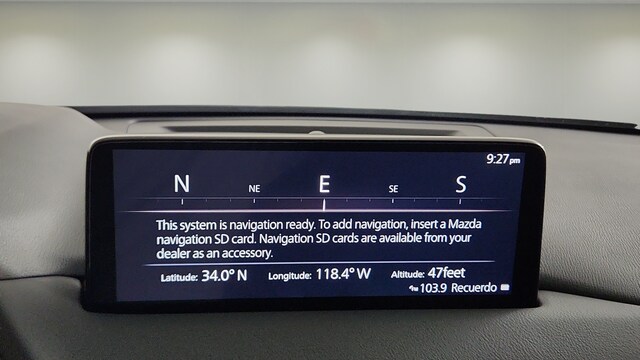 9:27pm
N NE E SE S
This system is navigation ready. To add navigation, insert a Mazda
navigation SD card. Navigation SD cards are available from your
dealer as an accessory.
Latitude: 34.0° N Longitude: 118.4° W Altitude: 47feet
FM 103.9 Recuerdo